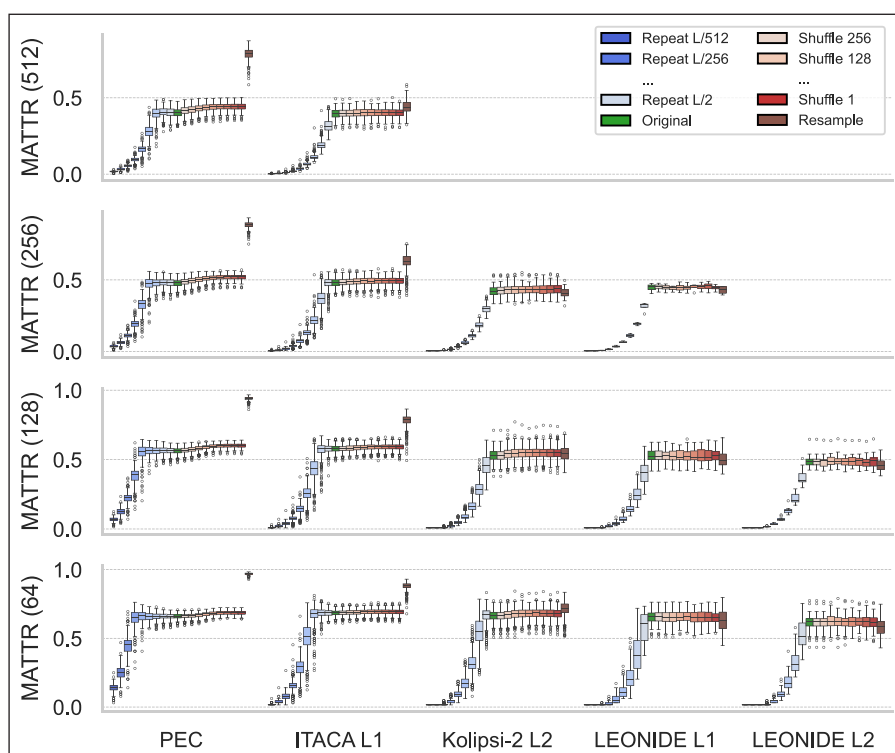 Repeat L/512
Repeat L/256
...
Repeat L/2
Original
Shuffle 256
Shuffle 128
...
Shuffle 1
Resample
MATTR (512)
0.5
0.0
MATTR (256)
0.5
0.0
MATTR (128)
1.0
0.5
0.0
MATTR (64)
1.0
0.5
0.0
PEC
ITACA L1
Kolipsi-2 L2
LEONIDE L1
LEONIDE L2